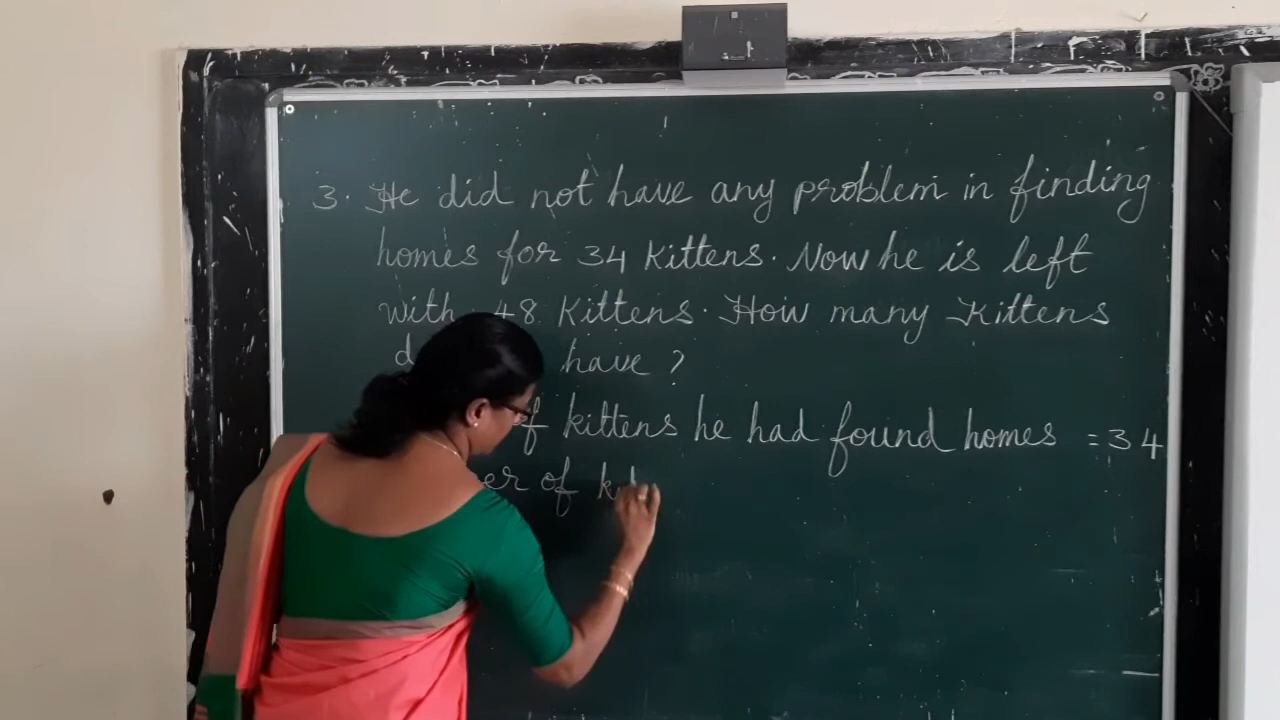 3. He did not have any problem in finding
homes for 34 Kittens. Now he is left
with 48 Kittens. How many Kittens
have ?
of kittens he had found homes = 34
of